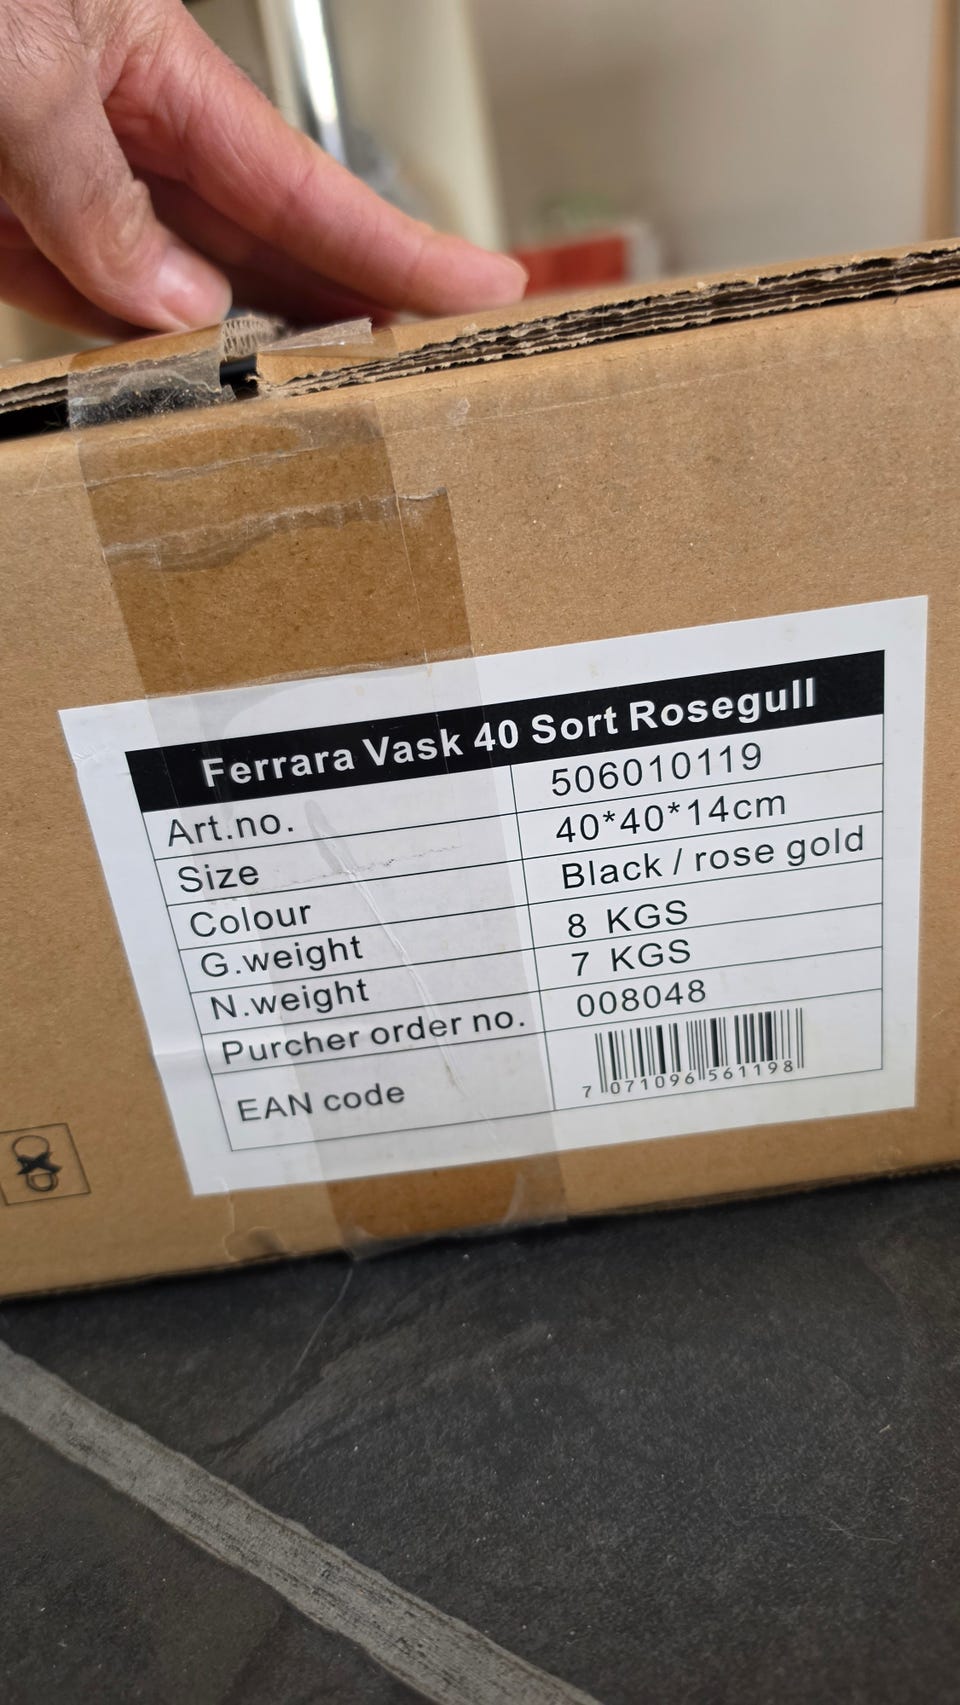 Ferrara Vask 40 Sort Rosegull
Art.no. 506010119
Size 40*40*14cm
Colour Black / rose gold
G.weight 8 KGS
N.weight 7 KGS
Purcher order no. 008048
EAN code 7 071096 561198